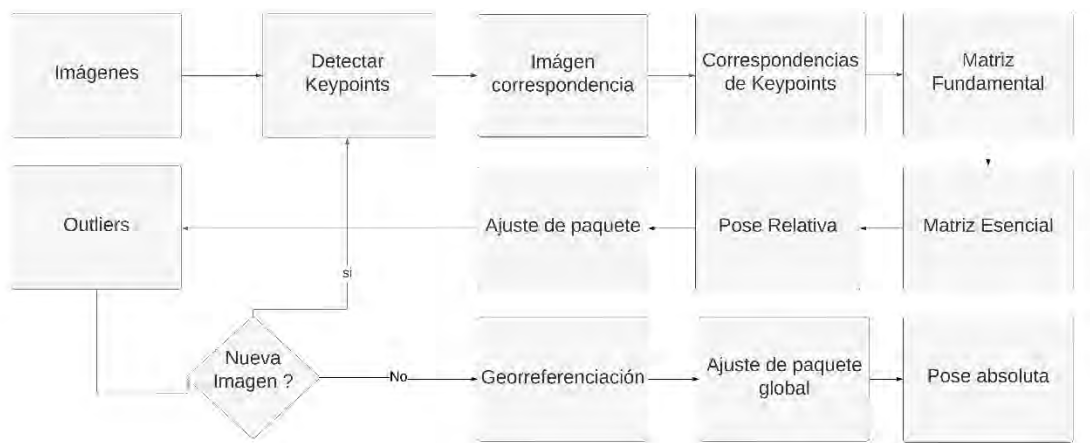 Imágenes
Detectar
Keypoints
Imágen
correspondencia
Correspondencias
de Keypoints
Matriz
Fundamental
Outliers
Ajuste de paquete
Pose Relativa
Matriz Esencial
si
Nueva
Imagen ?
No
Georreferenciación
Ajuste de paquete
global
Pose absoluta